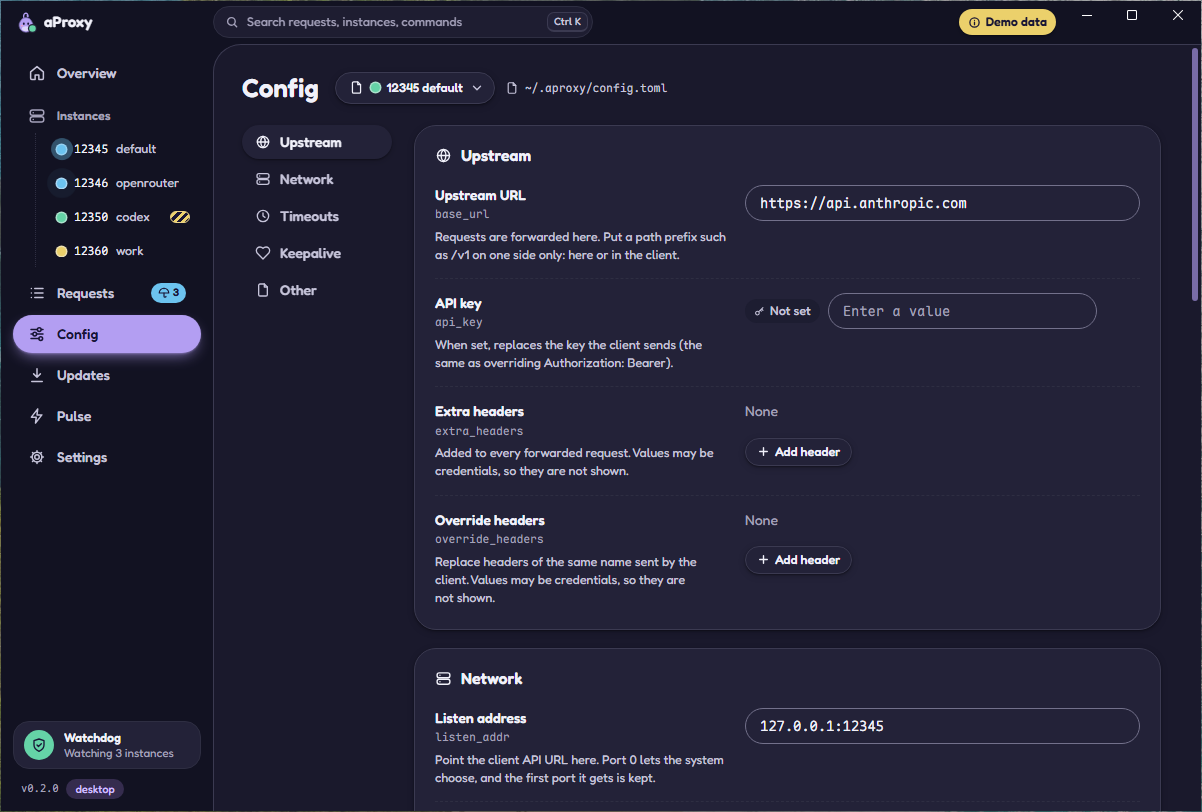 aProxy
Search requests, instances, commands
Ctrl K
Demo data
Overview
Instances
12345 default
12346 openrouter
12350 codex
12360 work
Requests
3
Config
Updates
Pulse
Settings
Watchdog
Watching 3 instances
v0.2.0 desktop
Config
12345 default
~/.aproxy/config.toml
Upstream
Network
Timeouts
Keepalive
Other
Upstream
Upstream URL
base_url
Requests are forwarded here. Put a path prefix such
as /v1 on one side only: here or in the client.
https://api.anthropic.com
API key
api_key
When set, replaces the key the client sends (the
same as overriding Authorization: Bearer).
Not set
Enter a value
Extra headers
extra_headers
Added to every forwarded request. Values may be
credentials, so they are not shown.
None
+ Add header
Override headers
override_headers
Replace headers of the same name sent by the
client. Values may be credentials, so they are
not shown.
None
+ Add header
Network
Listen address
listen_addr
Point the client API URL here. Port 0 lets the system
choose, and the first port it gets is kept.
127.0.0.1:12345